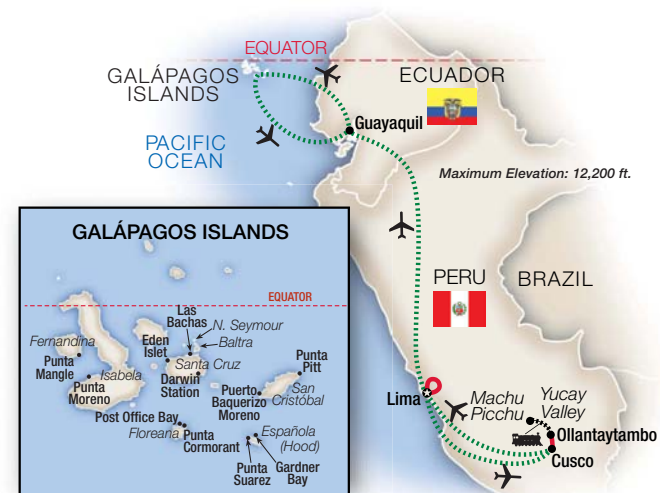 EQUATOR
GALÁPAGOS
ISLANDS
ECUADOR
PACIFIC
OCEAN
Guayaquil
Maximum Elevation: 12,200 ft.
PERU
BRAZIL
Lima
Machu
Picchu
Yucay
Valley
Ollantaytambo
Cusco
GALÁPAGOS ISLANDS
EQUATOR
Las
Bachas
N. Seymour
Baltra
Fernandina
Eden
Islet
Santa Cruz
Punta
Pitt
Punta
Mangle
Isabela
Darwin
Station
Punta
Moreno
Puerto
Baquerizo
Moreno
San
Cristóbal
Post Office Bay
Floreana
Punta
Cormorant
Española
(Hood)
Punta
Suarez
Gardner
Bay